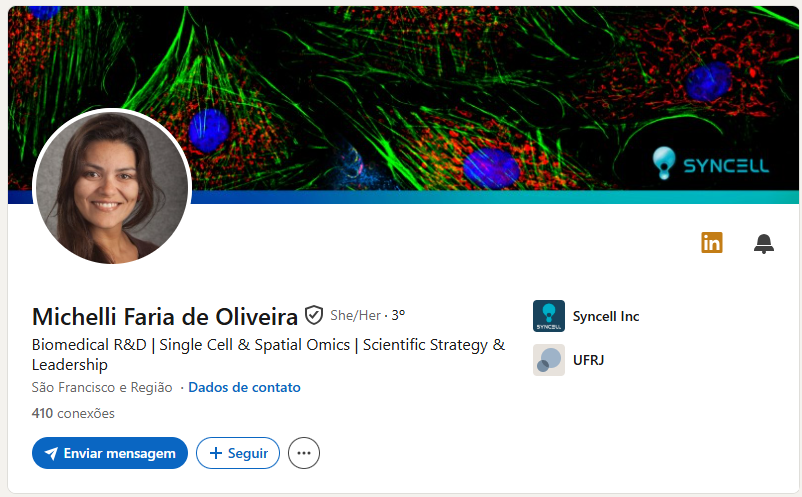 SYNCELL
in
Michelli Faria de Oliveira She/Her · 3º
Biomedical R&D | Single Cell & Spatial Omics | Scientific Strategy &
Leadership
São Francisco e Região · Dados de contato
410 conexões
Enviar mensagem
+ Seguir
...
SYNCELL
Syncell Inc
UFRJ